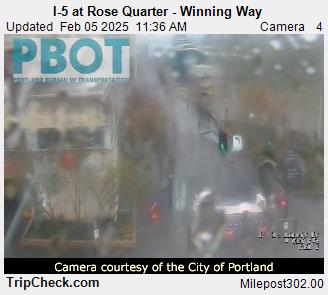 I-5 at Rose Quarter - Winning Way
Updated Feb 05 2025 11:36 AM Camera 4
PBOT
PORTLAND BUREAU OF TRANSPORTATION
Camera courtesy of the City of Portland
TripCheck.com Milepost302.00